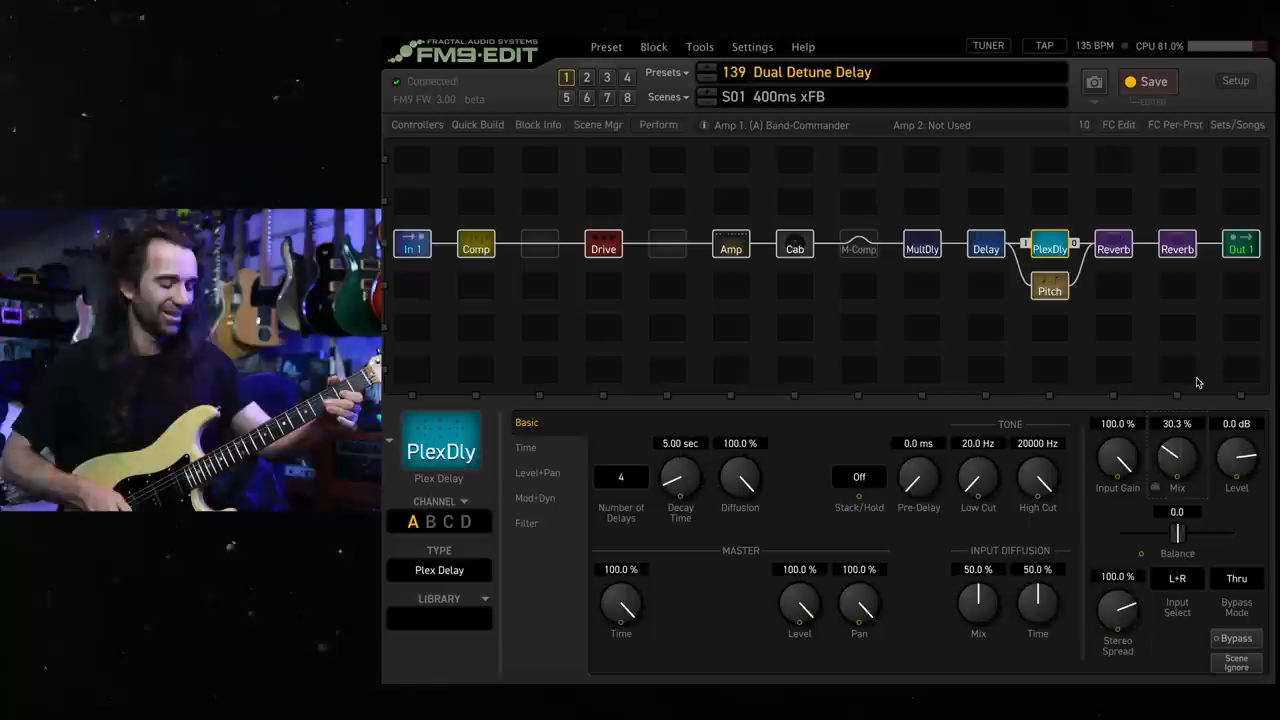 FRACTAL AUDIO SYSTEMS
FM9·EDIT
Preset Block Tools Settings Help
TUNER TAP 135 BPM CPU 81.0%
Connected!
FM9 FW 3.00 beta
1 2 3 4
5 6 7 8
Presets 139 Dual Detune Delay
Scenes S01 400ms xFB
Save
EDITED
Setup
Controllers Quick Build Block Info Scene Mgr Perform Amp 1. (A) Band-Commander Amp 2: Not Used 10 FC Edit FC Per-Prst Sets/Songs
In 1 Comp Drive Amp Cab M-Comp MultDly Delay I PlexDly O Reverb Reverb Out 1
Pitch
PlexDly
Plex Delay
CHANNEL
A B C D
TYPE
Plex Delay
LIBRARY
Basic
Time
Level+Pan
Mod+Dyn
Filter
5.00 sec 100.0 %
4
Number of Delays
Decay Time
Diffusion
TONE
0.0 ms 20.0 Hz 20000 Hz
Off
Stack/Hold Pre-Delay Low Cut High Cut
MASTER
100.0 % 100.0 % 100.0 %
Time Level Pan
INPUT DIFFUSION
50.0 % 50.0 %
Mix Time
100.0 % 30.3 % 0.0 dB
Input Gain Mix Level
0.0
Balance
100.0 % L+R Thru
Stereo Spread
Input Select
Bypass Mode
Bypass
Scene Ignore